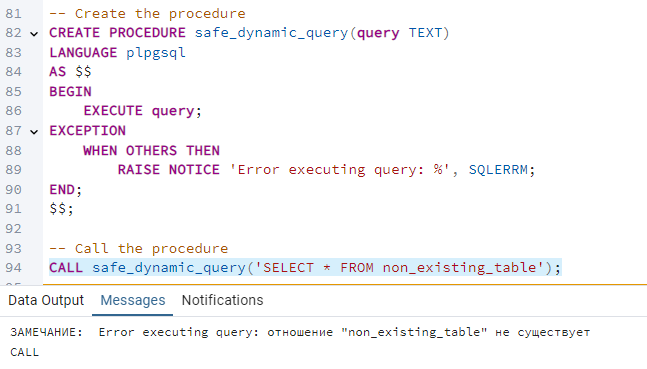 81 -- Create the procedure
82 CREATE PROCEDURE safe_dynamic_query(query TEXT)
83 LANGUAGE plpgsql
84 AS $$
85 BEGIN
86     EXECUTE query;
87 EXCEPTION
88     WHEN OTHERS THEN
89         RAISE NOTICE 'Error executing query: %', SQLERRM;
90 END;
91 $$;
92
93 -- Call the procedure
94 CALL safe_dynamic_query('SELECT * FROM non_existing_table');
Data Output Messages Notifications
ЗАМЕЧАНИЕ:  Error executing query: отношение "non_existing_table" не существует
CALL